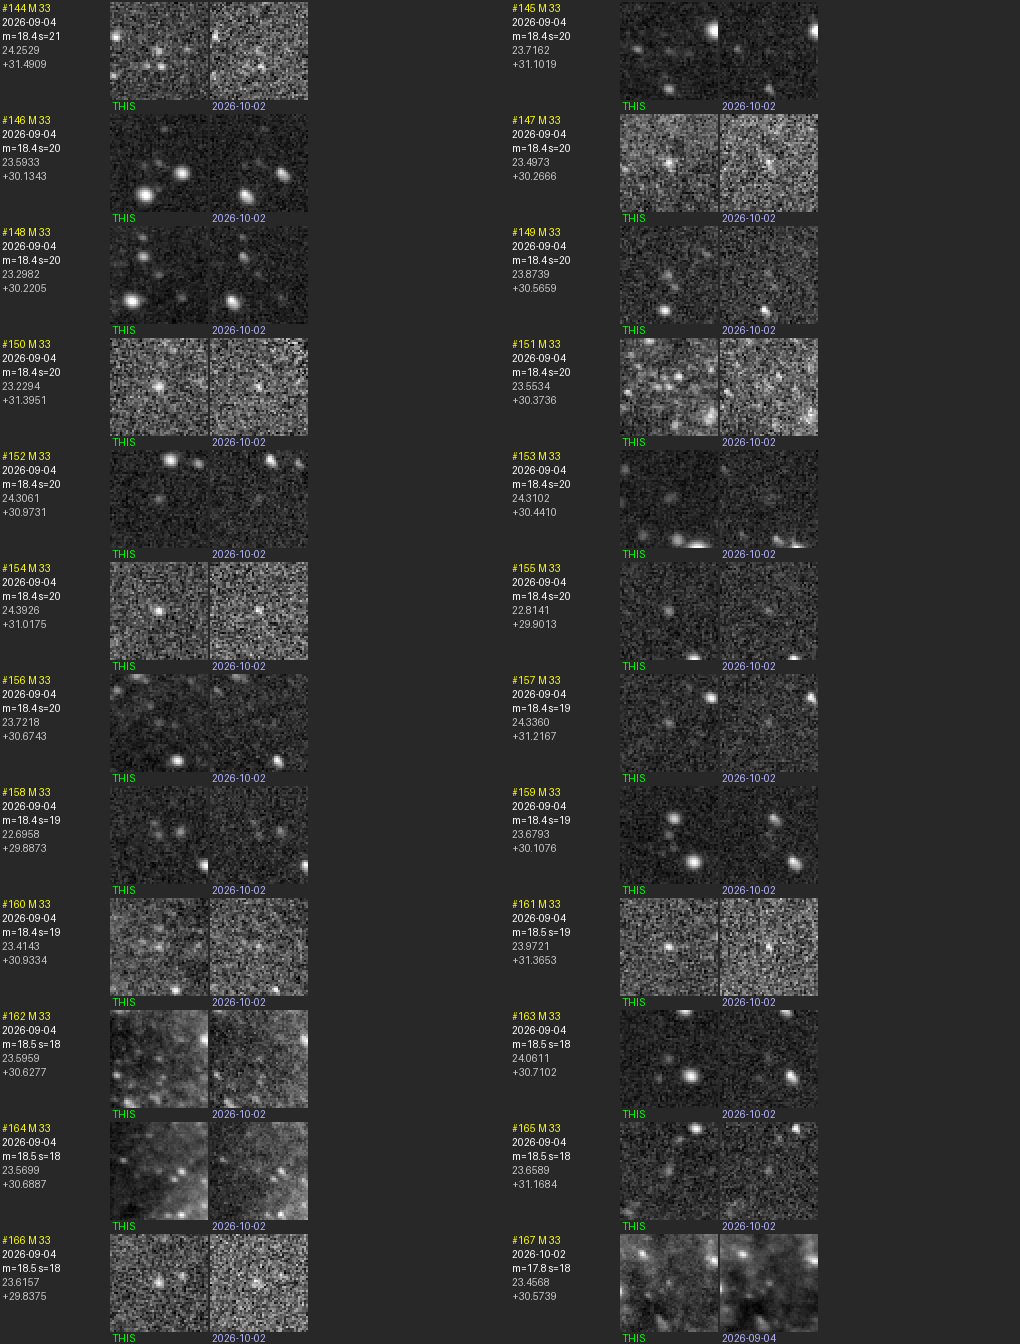 #144 M 33
2026-09-04
m=18.4 s=21
24.2529
+31.4909
THIS 2026-10-02
#145 M 33
2026-09-04
m=18.4 s=20
23.7162
+31.1019
THIS 2026-10-02
#146 M 33
2026-09-04
m=18.4 s=20
23.5933
+30.1343
THIS 2026-10-02
#147 M 33
2026-09-04
m=18.4 s=20
23.4973
+30.2666
THIS 2026-10-02
#148 M 33
2026-09-04
m=18.4 s=20
23.2982
+30.2205
THIS 2026-10-02
#149 M 33
2026-09-04
m=18.4 s=20
23.8739
+30.5659
THIS 2026-10-02
#150 M 33
2026-09-04
m=18.4 s=20
23.2294
+31.3951
THIS 2026-10-02
#151 M 33
2026-09-04
m=18.4 s=20
23.5534
+30.3736
THIS 2026-10-02
#152 M 33
2026-09-04
m=18.4 s=20
24.3061
+30.9731
THIS 2026-10-02
#153 M 33
2026-09-04
m=18.4 s=20
24.3102
+30.4410
THIS 2026-10-02
#154 M 33
2026-09-04
m=18.4 s=20
24.3926
+31.0175
THIS 2026-10-02
#155 M 33
2026-09-04
m=18.4 s=20
22.8141
+29.9013
THIS 2026-10-02
#156 M 33
2026-09-04
m=18.4 s=20
23.7218
+30.6743
THIS 2026-10-02
#157 M 33
2026-09-04
m=18.4 s=19
24.3360
+31.2167
THIS 2026-10-02
#158 M 33
2026-09-04
m=18.4 s=19
22.6958
+29.8873
THIS 2026-10-02
#159 M 33
2026-09-04
m=18.4 s=19
23.6793
+30.1076
THIS 2026-10-02
#160 M 33
2026-09-04
m=18.4 s=19
23.4143
+30.9334
THIS 2026-10-02
#161 M 33
2026-09-04
m=18.5 s=19
23.9721
+31.3653
THIS 2026-10-02
#162 M 33
2026-09-04
m=18.5 s=18
23.5959
+30.6277
THIS 2026-10-02
#163 M 33
2026-09-04
m=18.5 s=18
24.0611
+30.7102
THIS 2026-10-02
#164 M 33
2026-09-04
m=18.5 s=18
23.5699
+30.6887
THIS 2026-10-02
#165 M 33
2026-09-04
m=18.5 s=18
23.6589
+31.1684
THIS 2026-10-02
#166 M 33
2026-09-04
m=18.5 s=18
23.6157
+29.8375
THIS 2026-10-02
#167 M 33
2026-10-02
m=17.8 s=18
23.4568
+30.5739
THIS 2026-09-04